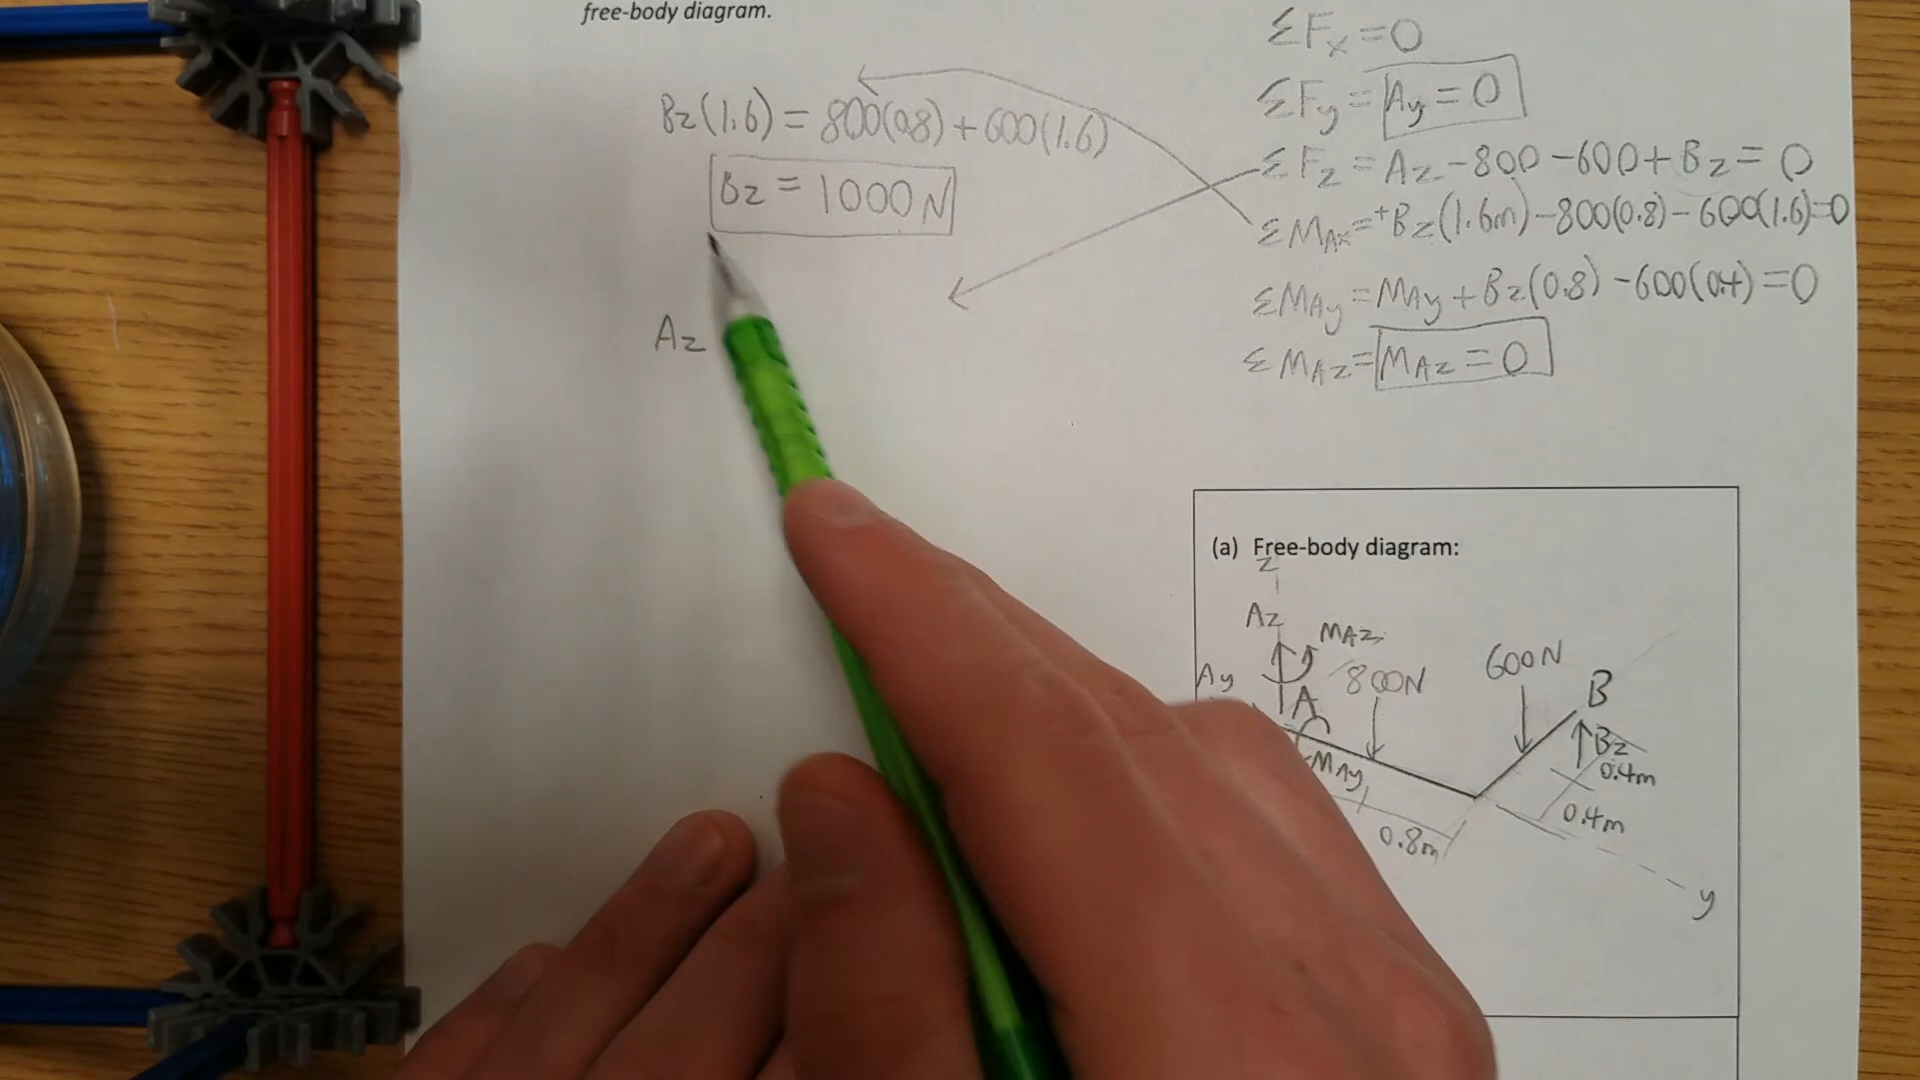 free-body diagram.
Bz(1.6) = 800(0.8) + 600(1.6)
Bz = 1000N
Az
ΣFx = 0
ΣFy = Ay = 0
ΣFz = Az - 800 - 600 + Bz = 0
ΣMAx = +Bz(1.6m) - 800(0.8) - 600(1.6) = 0
ΣMAy = MAy + Bz(0.8) - 600(0.4) = 0
ΣMAz = MAz = 0
(a) Free-body diagram:
z
Az
MAz
Ay
800N
600N
A
B
Bz
MAy
0.4m
0.4m
0.8m
y